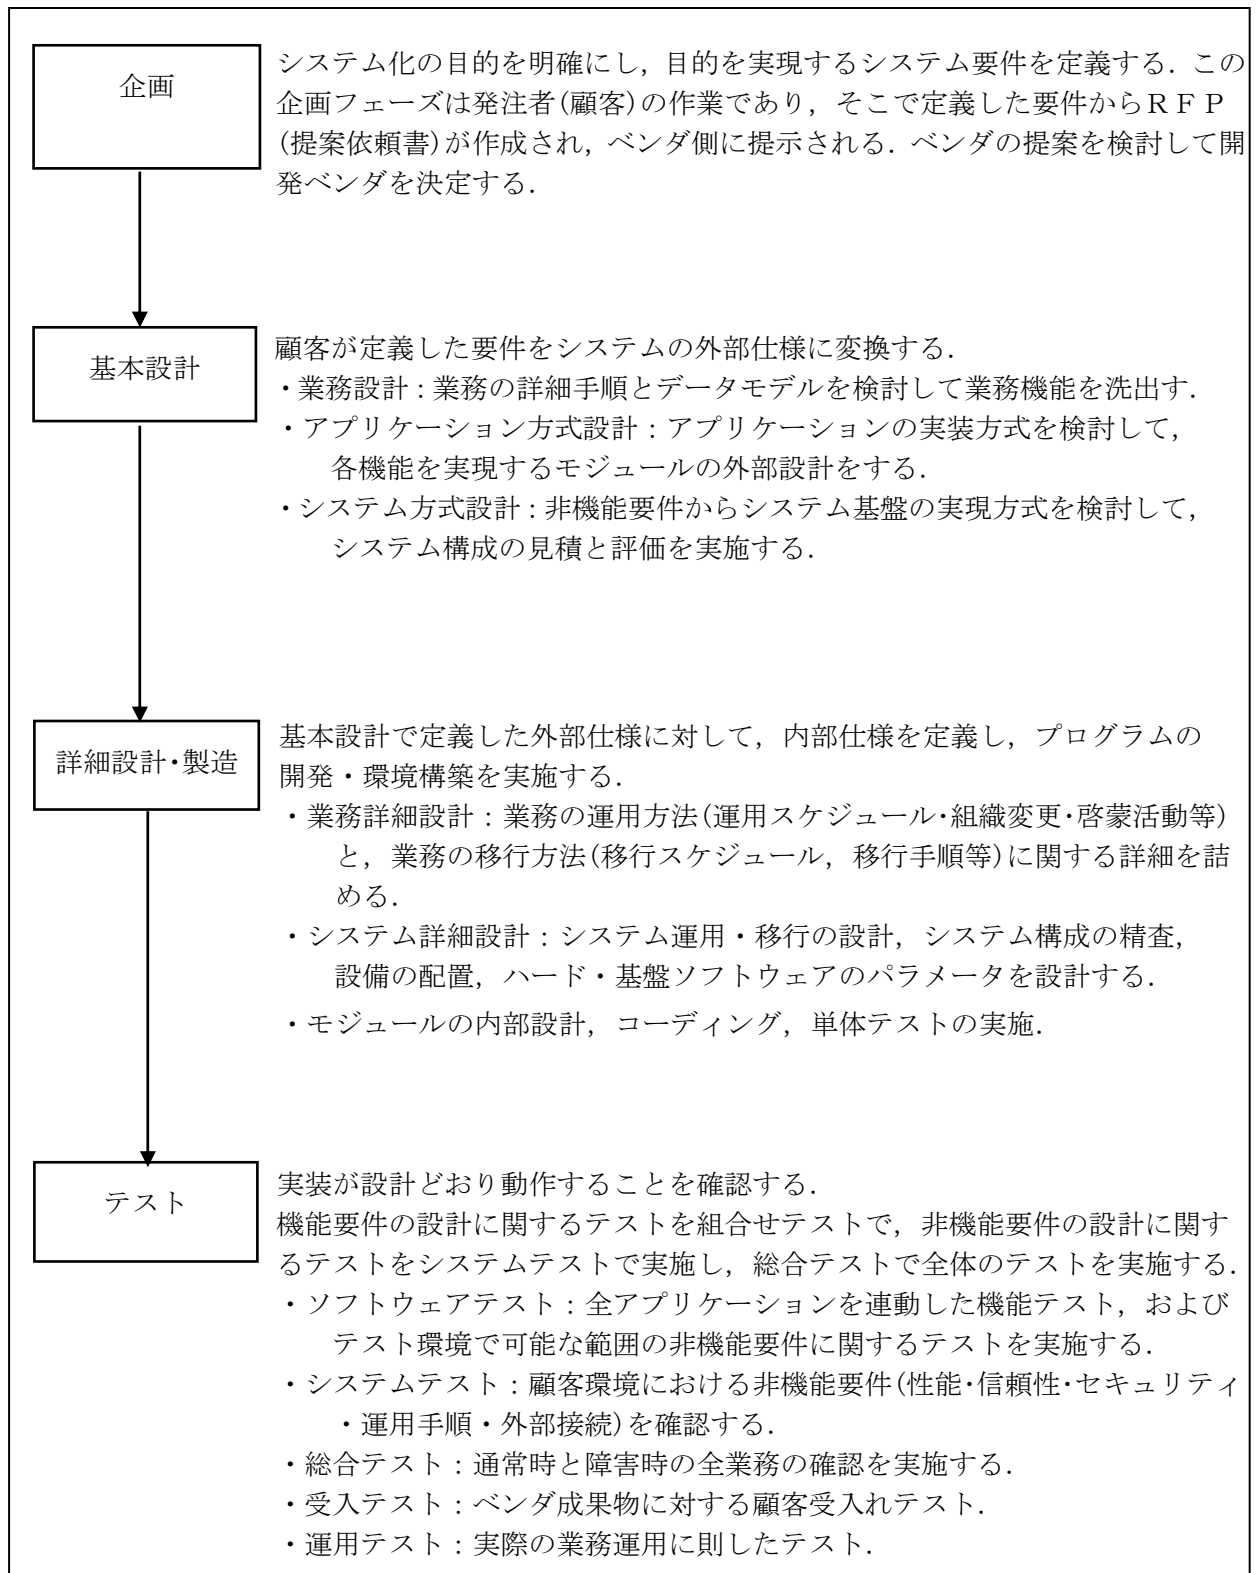 企画
システム化の目的を明確にし，目的を実現するシステム要件を定義する．この
企画フェーズは発注者(顧客)の作業であり，そこで定義した要件からＲＦＰ
(提案依頼書)が作成され，ベンダ側に提示される．ベンダの提案を検討して開
発ベンダを決定する．
基本設計
顧客が定義した要件をシステムの外部仕様に変換する．
・業務設計：業務の詳細手順とデータモデルを検討して業務機能を洗出す．
・アプリケーション方式設計：アプリケーションの実装方式を検討して，
各機能を実現するモジュールの外部設計をする．
・システム方式設計：非機能要件からシステム基盤の実現方式を検討して，
システム構成の見積と評価を実施する．
詳細設計・製造
基本設計で定義した外部仕様に対して，内部仕様を定義し，プログラムの
開発・環境構築を実施する．
・業務詳細設計：業務の運用方法(運用スケジュール・組織変更・啓蒙活動等)
と，業務の移行方法(移行スケジュール，移行手順等)に関する詳細を詰
める．
・システム詳細設計：システム運用・移行の設計，システム構成の精査，
設備の配置，ハード・基盤ソフトウェアのパラメータを設計する．
・モジュールの内部設計，コーディング，単体テストの実施．
テスト
実装が設計どおり動作することを確認する．
機能要件の設計に関するテストを組合せテストで，非機能要件の設計に関す
るテストをシステムテストで実施し，総合テストで全体のテストを実施する．
・ソフトウェアテスト：全アプリケーションを連動した機能テスト，および
テスト環境で可能な範囲の非機能要件に関するテストを実施する．
・システムテスト：顧客環境における非機能要件(性能・信頼性・セキュリティ
・運用手順・外部接続)を確認する．
・総合テスト：通常時と障害時の全業務の確認を実施する．
・受入テスト：ベンダ成果物に対する顧客受入れテスト．
・運用テスト：実際の業務運用に則したテスト．